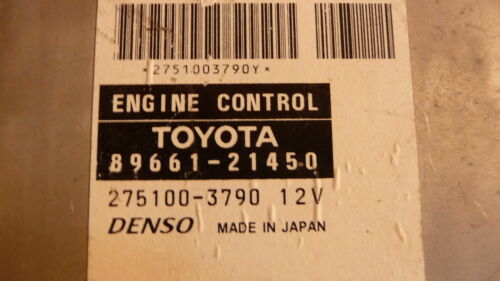 *2751003790Y*
ENGINE CONTROL
TOYOTA
89661-21450
275100-3790 12V
DENSO MADE IN JAPAN